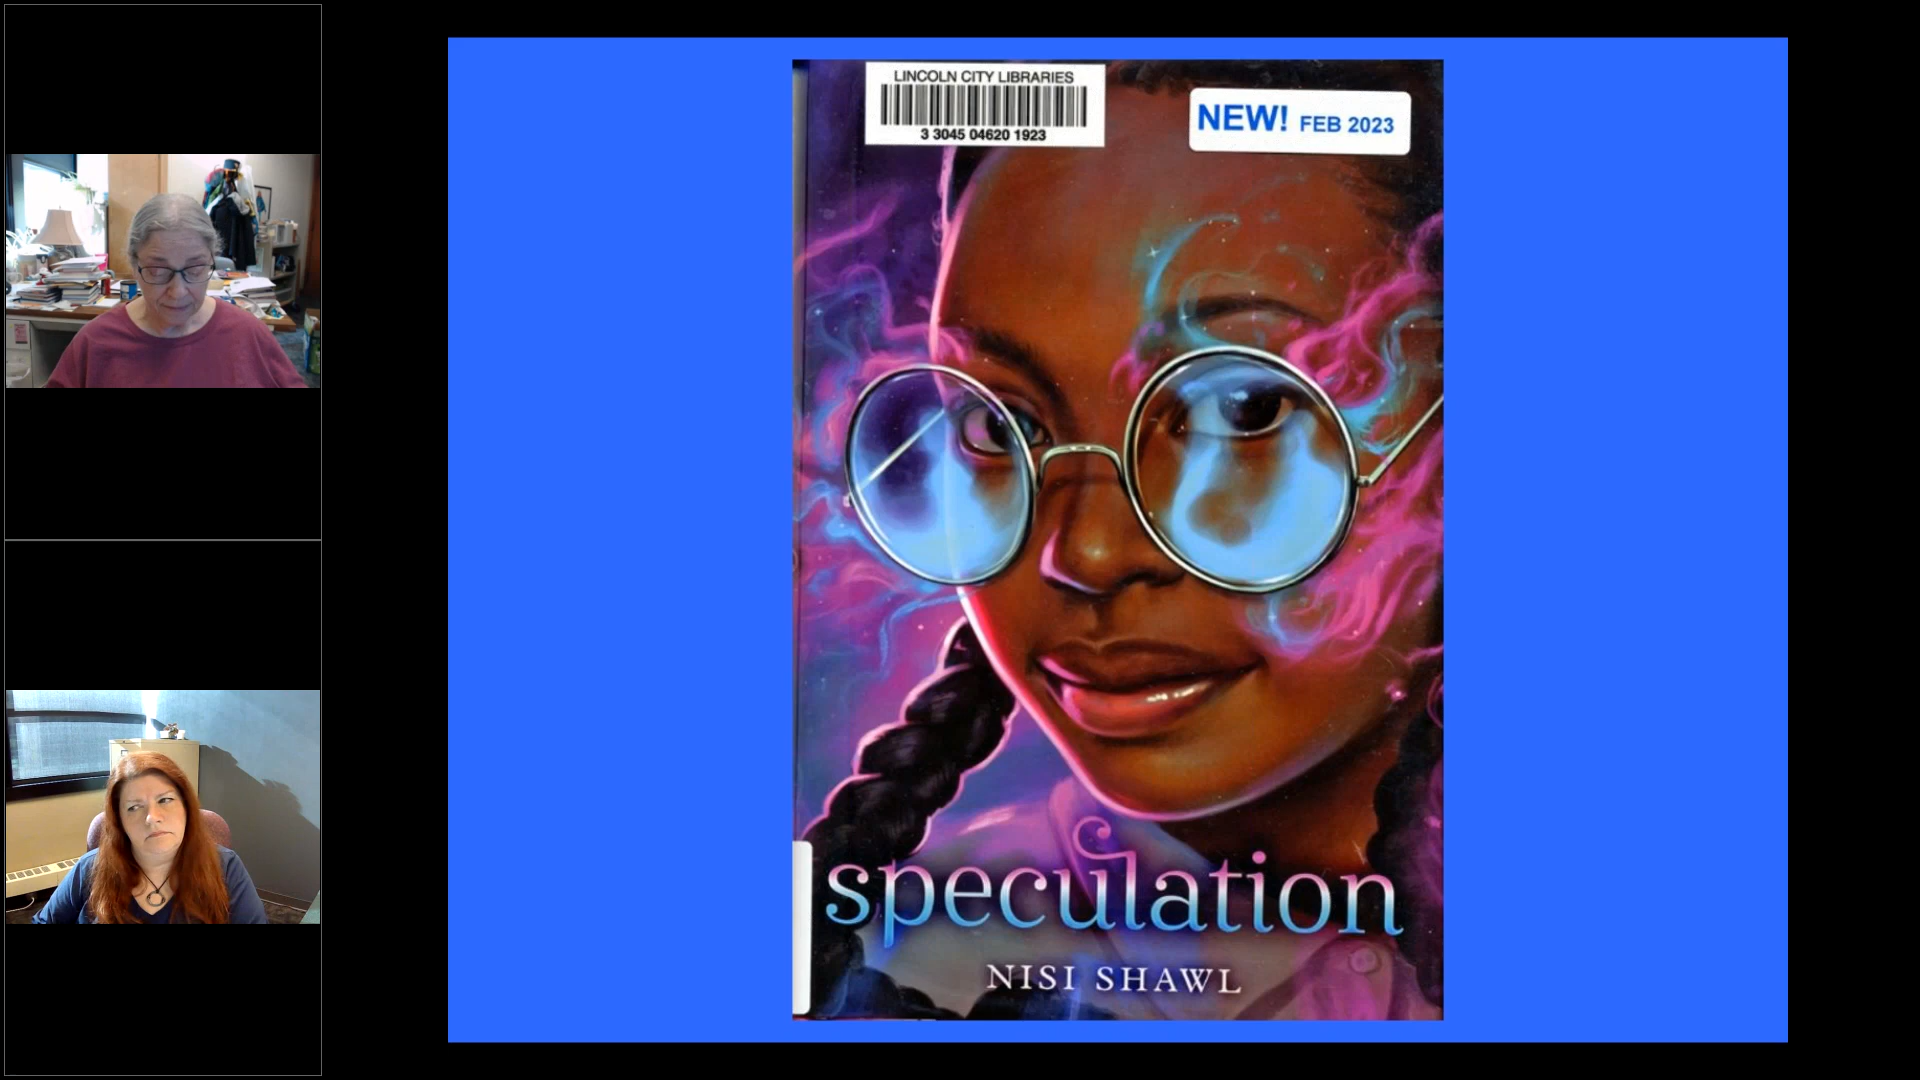 LINCOLN CITY LIBRARIES
3 3045 04620 1923
NEW! FEB 2023
speculation
NISI SHAWL